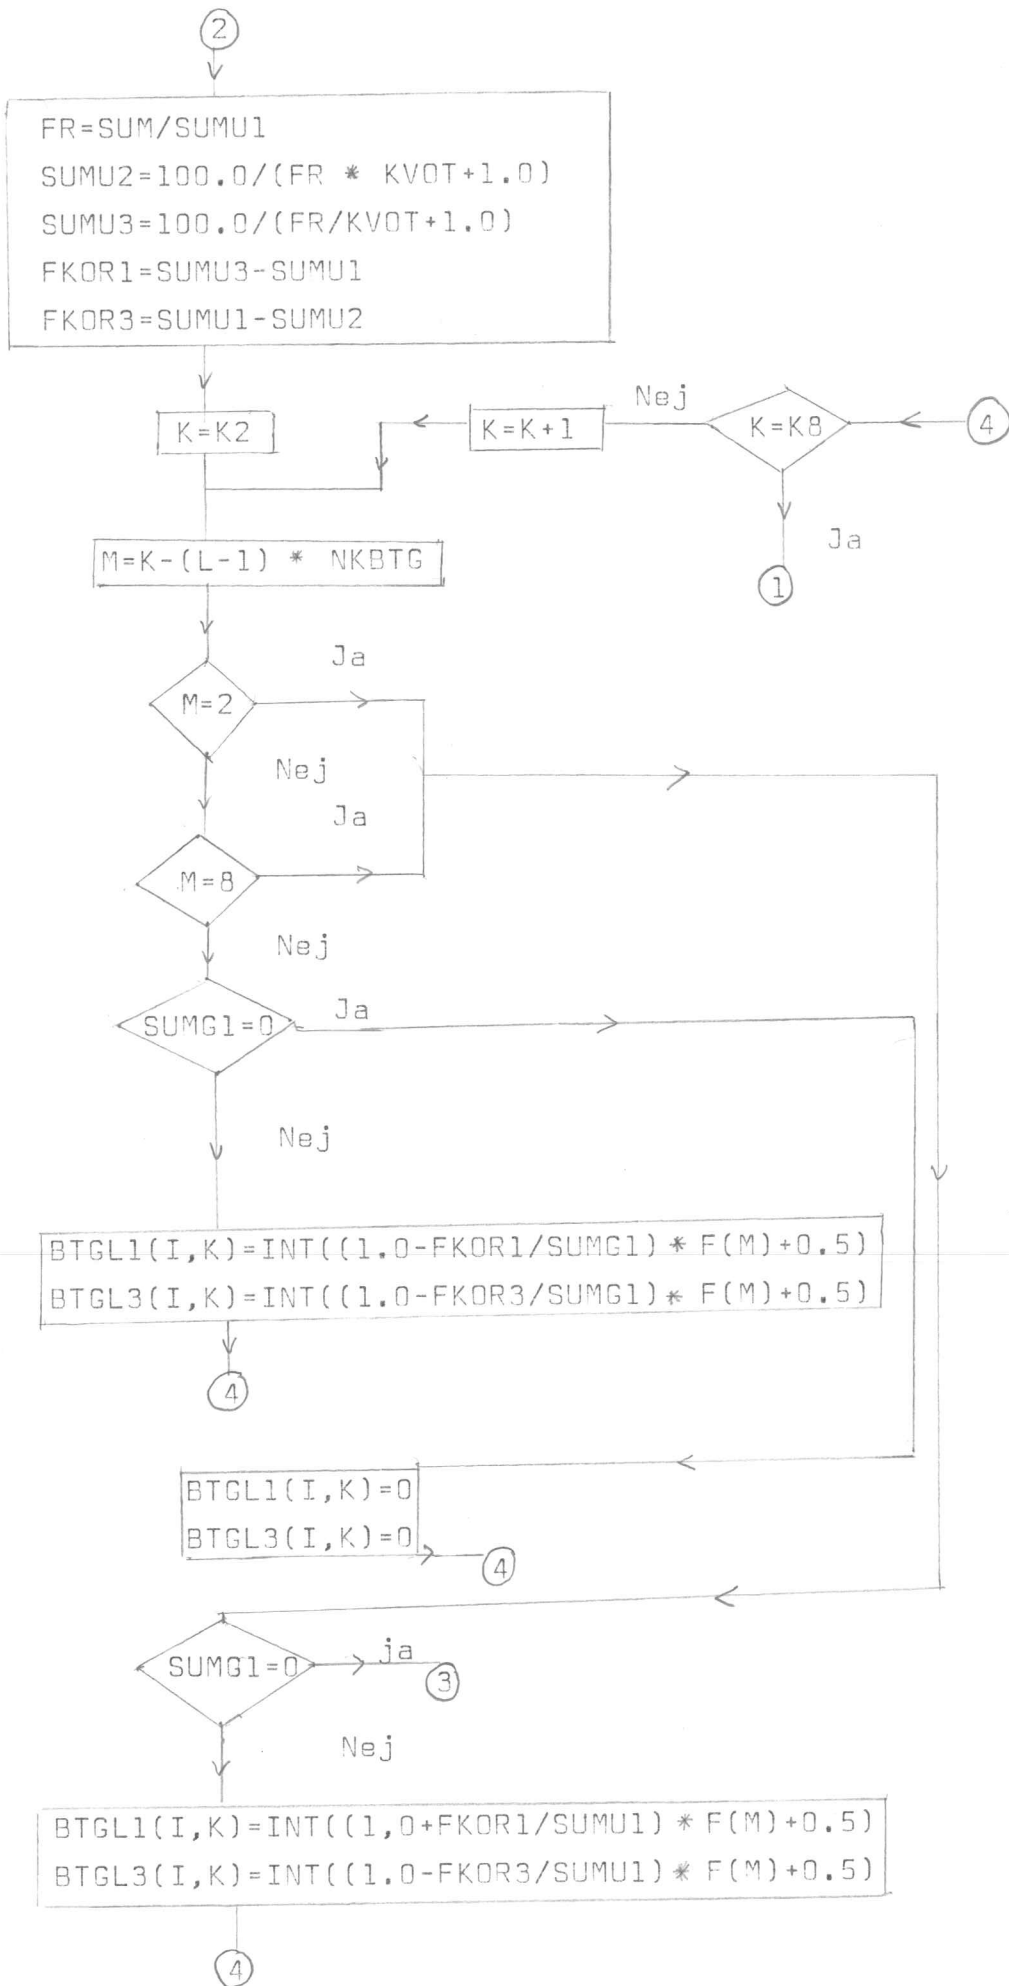 2
FR=SUM/SUMU1
SUMU2=100.0/(FR * KVOT+1.0)
SUMU3=100.0/(FR/KVOT+1.0)
FKOR1=SUMU3-SUMU1
FKOR3=SUMU1-SUMU2
Nej
K=K2
K=K+1
K=K8
4
Ja
M=K-(L-1) * NKBTG
1
Ja
M=2
Nej
Ja
M=8
Nej
SUMG1=0
Ja
Nej
BTGL1(I,K)=INT((1.0-FKOR1/SUMG1) * F(M)+0.5)
BTGL3(I,K)=INT((1.0-FKOR3/SUMG1) * F(M)+0.5)
4
BTGL1(I,K)=0
BTGL3(I,K)=0
4
SUMG1=0
ja
3
Nej
BTGL1(I,K)=INT((1,0+FKOR1/SUMU1) * F(M)+0.5)
BTGL3(I,K)=INT((1.0-FKOR3/SUMU1) * F(M)+0.5)
4